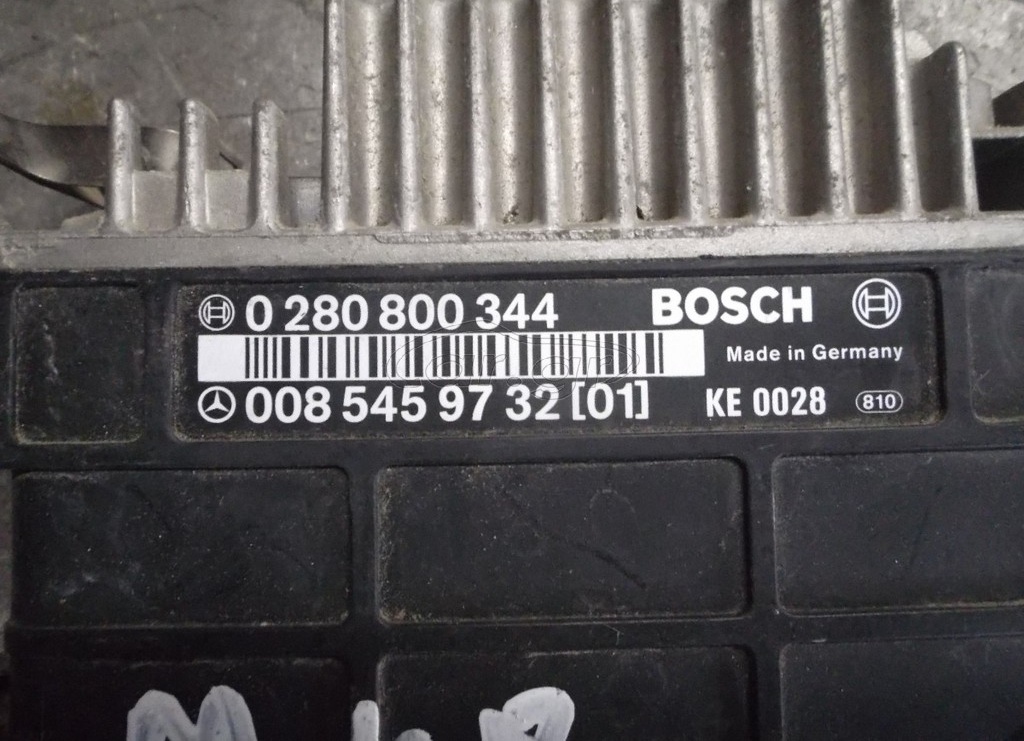 0 280 800 344 BOSCH
Made in Germany
008 545 97 32 [01] KE 0028 810